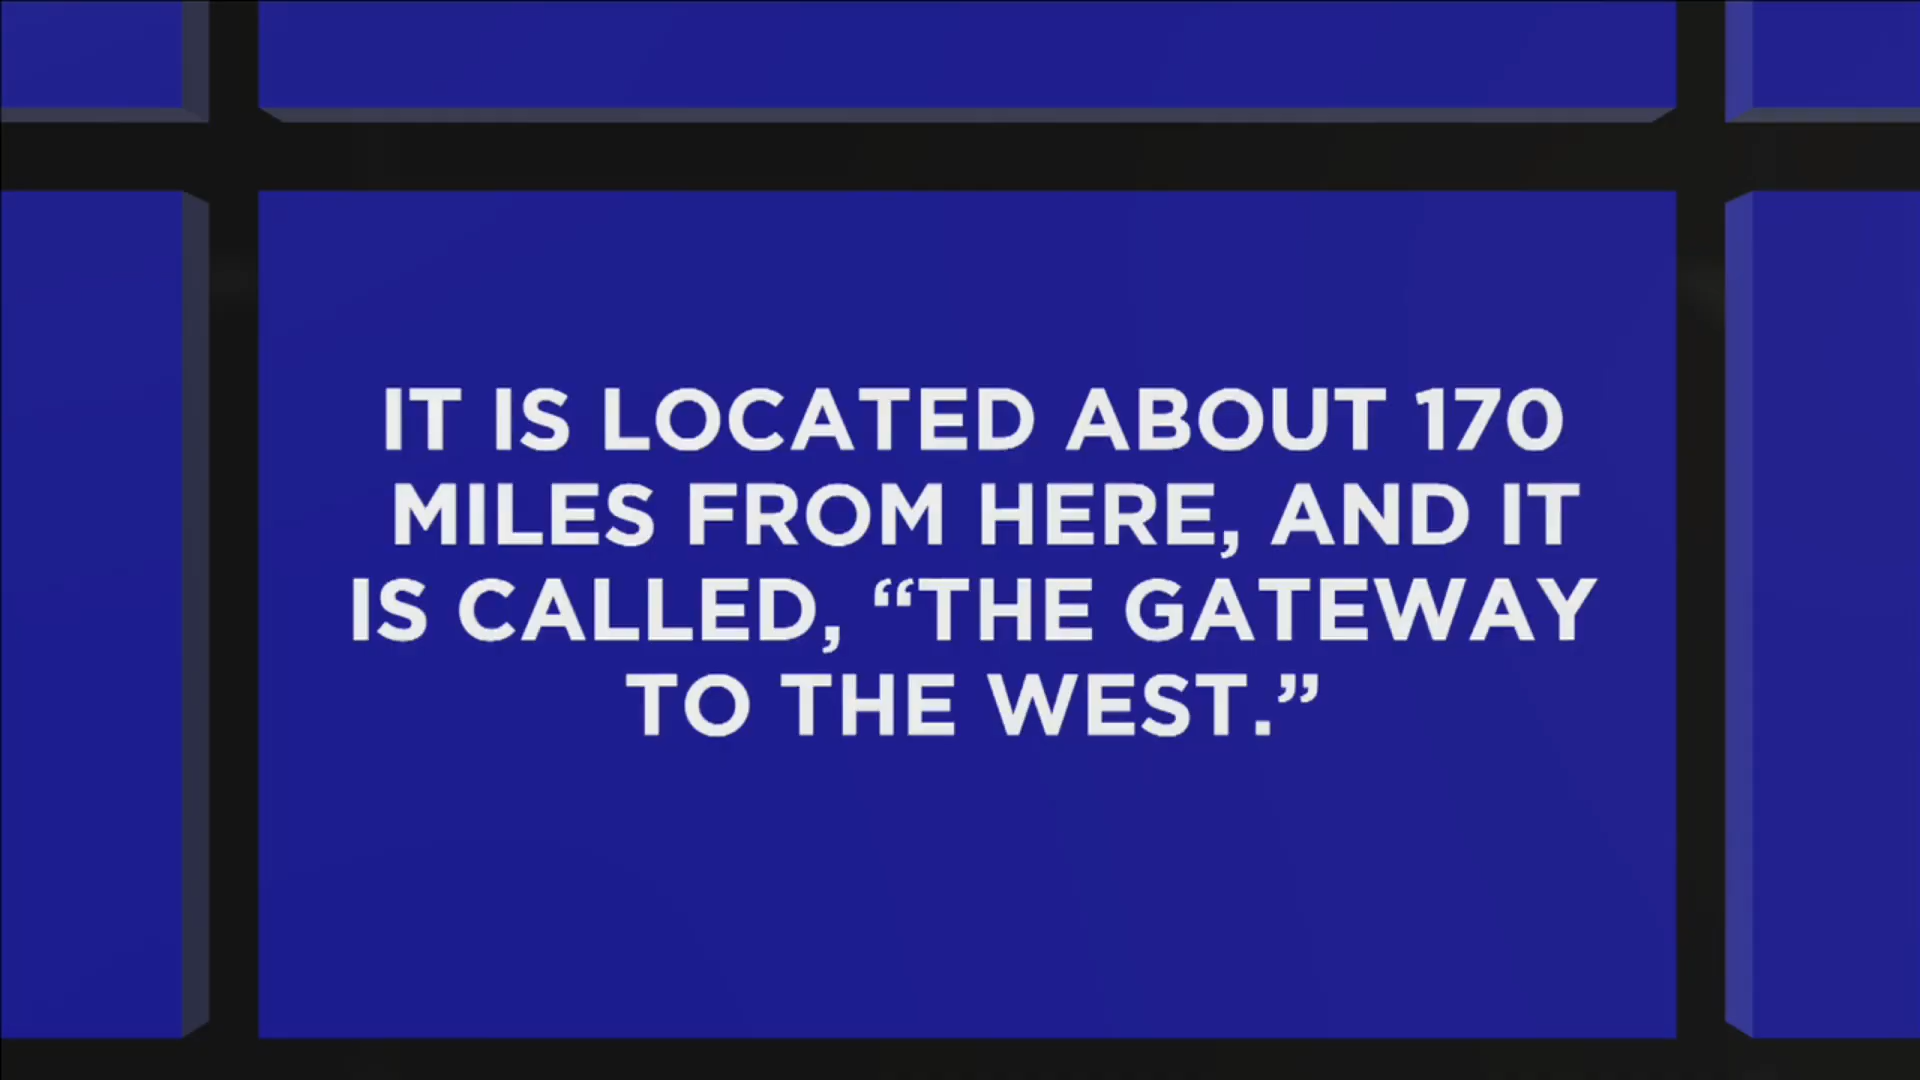 IT IS LOCATED ABOUT 170
MILES FROM HERE, AND IT
IS CALLED, “THE GATEWAY
TO THE WEST.”